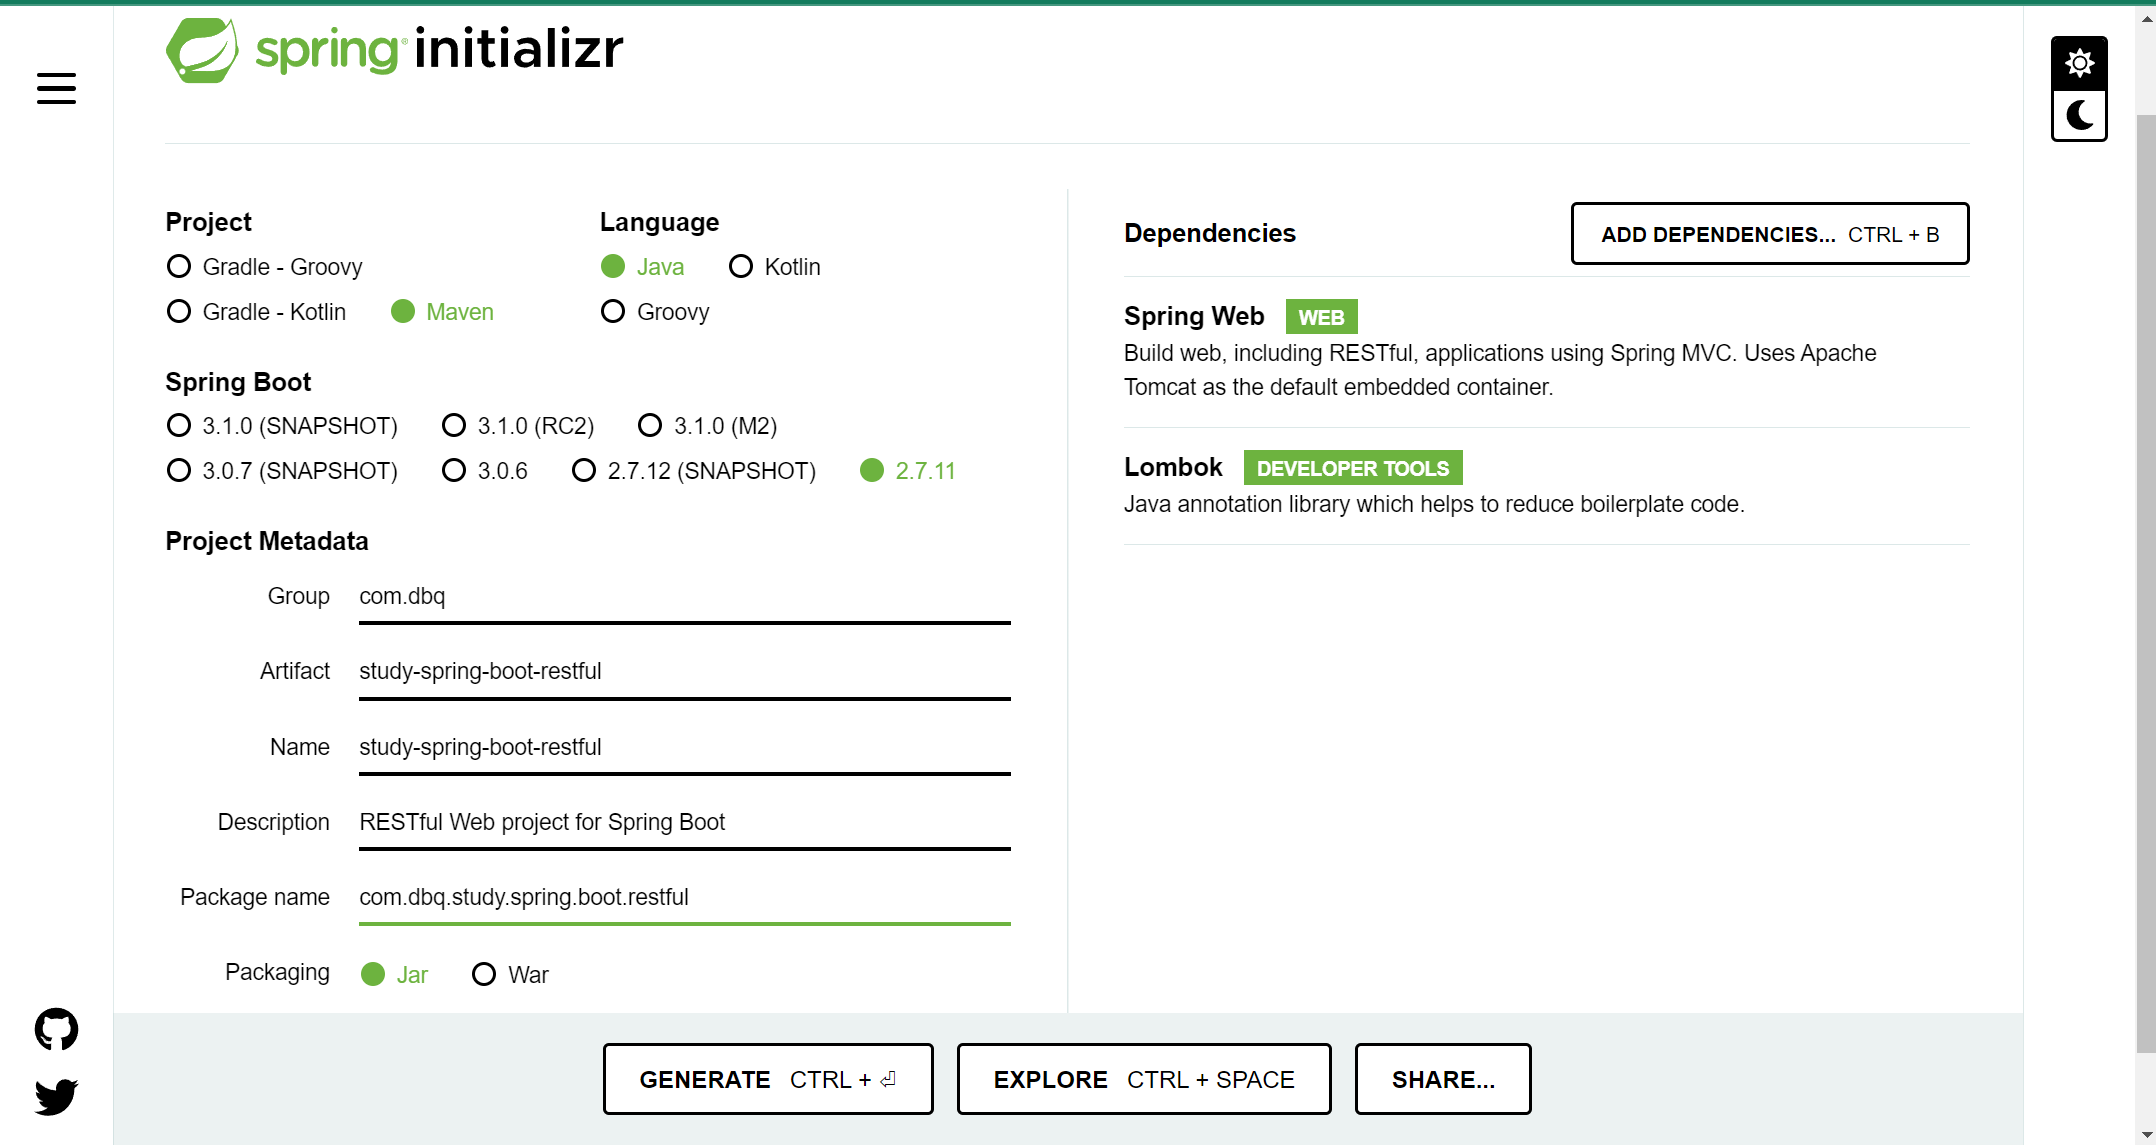 spring initializr
Project
Gradle - Groovy
Gradle - Kotlin Maven
Language
Java Kotlin
Groovy
Spring Boot
3.1.0 (SNAPSHOT) 3.1.0 (RC2) 3.1.0 (M2)
3.0.7 (SNAPSHOT) 3.0.6 2.7.12 (SNAPSHOT) 2.7.11
Project Metadata
Group com.dbq
Artifact study-spring-boot-restful
Name study-spring-boot-restful
Description RESTful Web project for Spring Boot
Package name com.dbq.study.spring.boot.restful
Packaging Jar War
Dependencies ADD DEPENDENCIES... CTRL + B
Spring Web WEB
Build web, including RESTful, applications using Spring MVC. Uses Apache
Tomcat as the default embedded container.
Lombok DEVELOPER TOOLS
Java annotation library which helps to reduce boilerplate code.
GENERATE CTRL + ⏎ EXPLORE CTRL + SPACE SHARE...